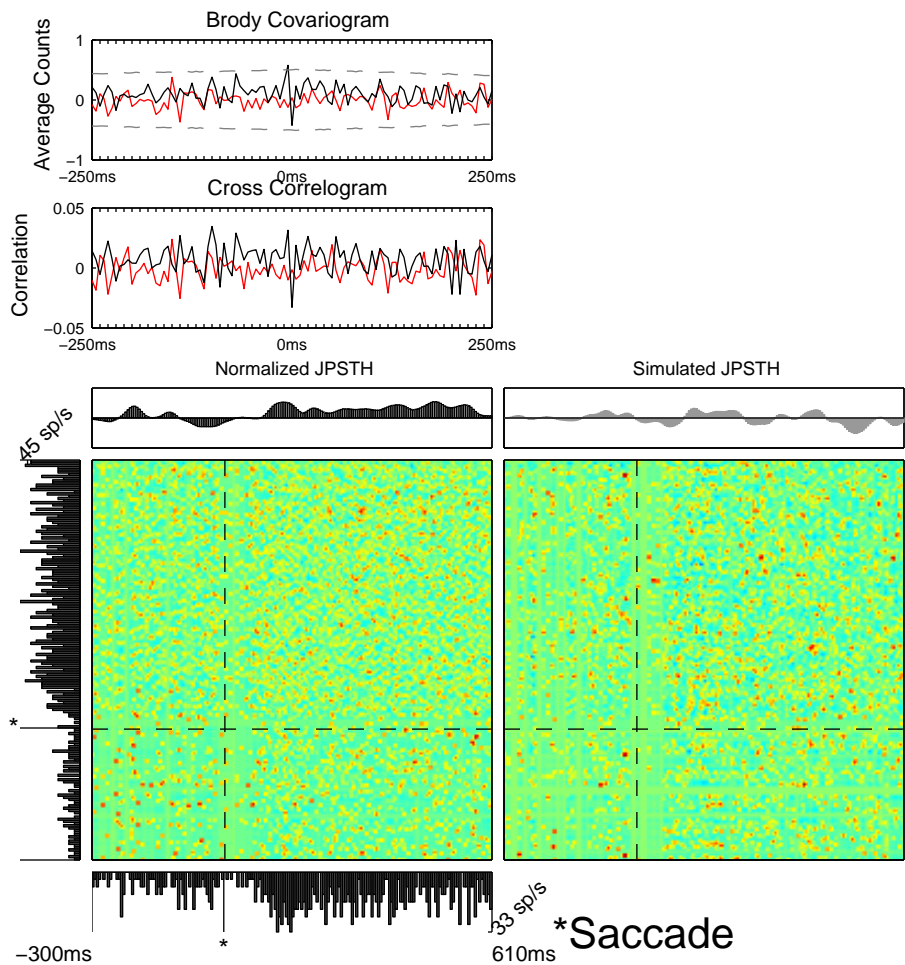 Brody Covariogram
Average Counts
1
0
−1
−250ms
0ms
250ms
Cross Correlogram
Correlation
0.05
0
−0.05
−250ms
0ms
250ms
Normalized JPSTH
Simulated JPSTH
45 sp/s
*
*
33 sp/s
−300ms
610ms
*Saccade